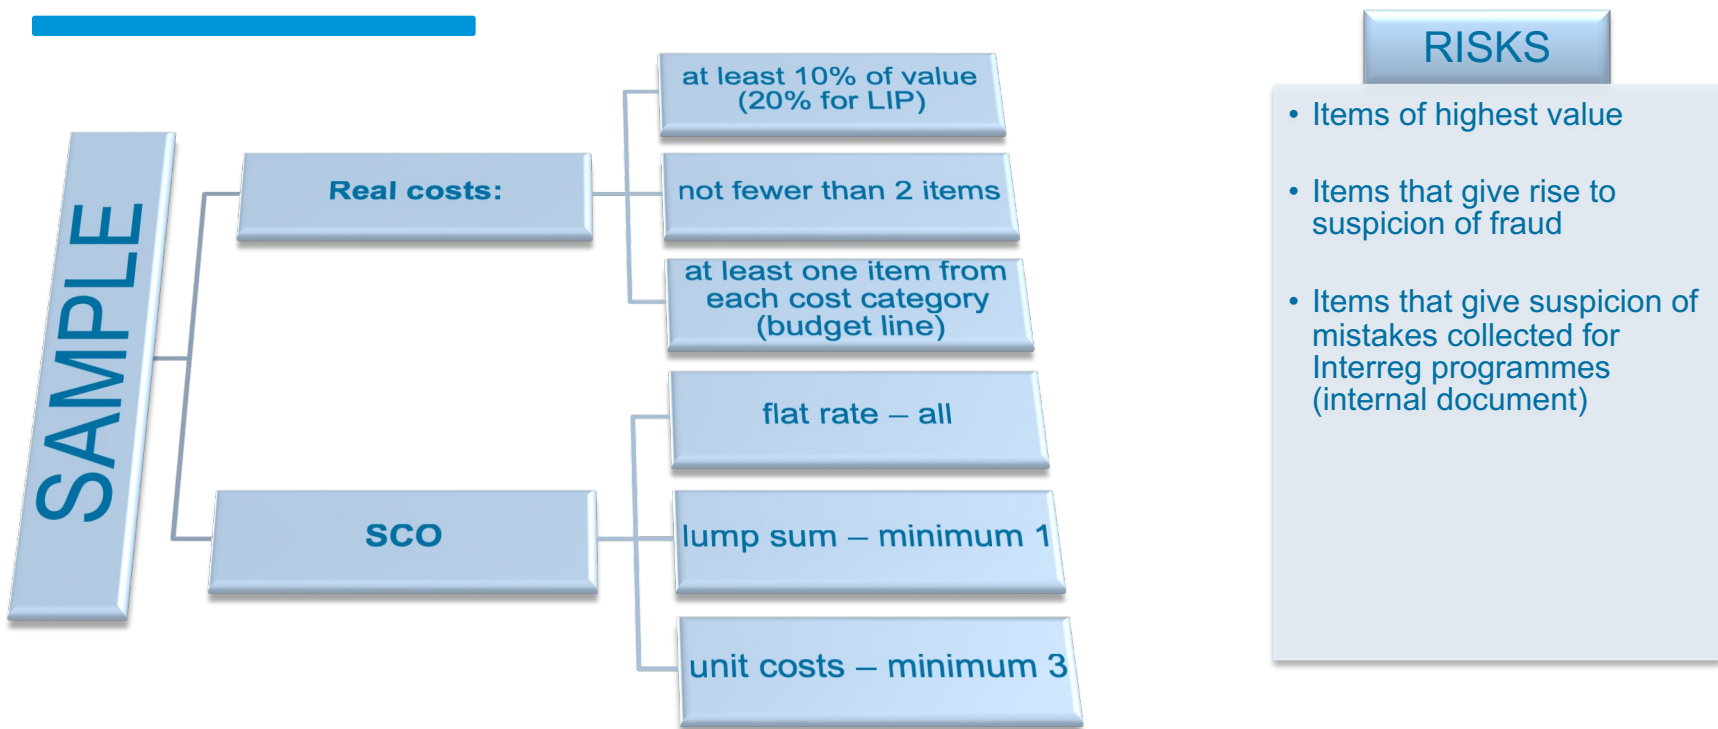 SAMPLE
Real costs:
at least 10% of value
(20% for LIP)
not fewer than 2 items
at least one item from
each cost category
(budget line)
SCO
flat rate – all
lump sum – minimum 1
unit costs – minimum 3
RISKS
• Items of highest value
• Items that give rise to
suspicion of fraud
• Items that give suspicion of
mistakes collected for
Interreg programmes
(internal document)